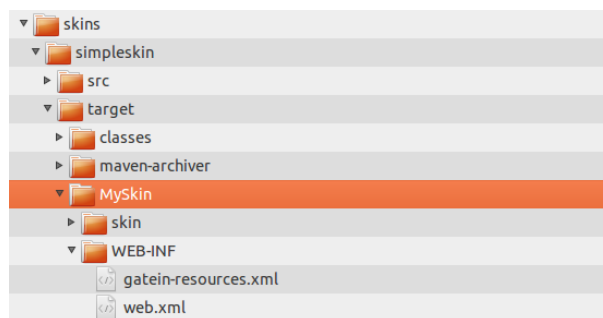 skins
simpleskin
src
target
classes
maven-archiver
MySkin
skin
WEB-INF
gatein-resources.xml
web.xml